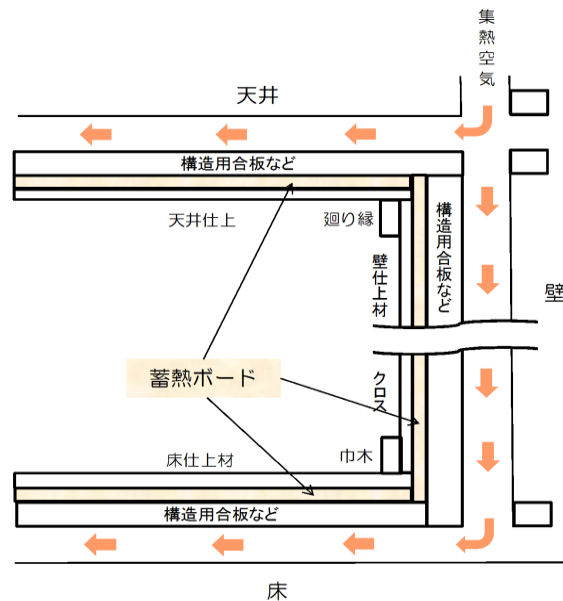 集熱空気
天井
構造用合板など
天井仕上
廻り縁
構造用合板など
壁仕上材
壁
蓄熱ボード
クロス
床仕上材
巾木
構造用合板など
床